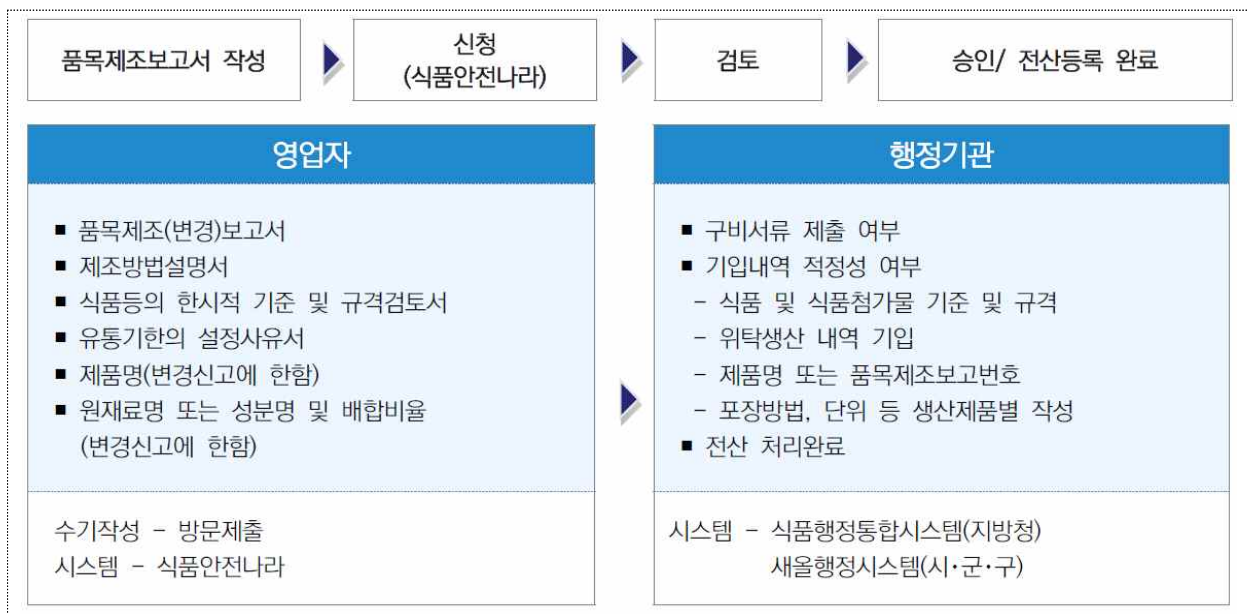 품목제조보고서 작성
신청
(식품안전나라)
검토
승인/ 전산등록 완료
영업자
■ 품목제조(변경)보고서
■ 제조방법설명서
■ 식품등의 한시적 기준 및 규격검토서
■ 유통기한의 설정사유서
■ 제품명(변경신고에 한함)
■ 원재료명 또는 성분명 및 배합비율
(변경신고에 한함)
수기작성 – 방문제출
시스템 – 식품안전나라
행정기관
■ 구비서류 제출 여부
■ 기입내역 적정성 여부
– 식품 및 식품첨가물 기준 및 규격
– 위탁생산 내역 기입
– 제품명 또는 품목제조보고번호
– 포장방법, 단위 등 생산제품별 작성
■ 전산 처리완료
시스템 – 식품행정통합시스템(지방청)
새올행정시스템(시·군·구)